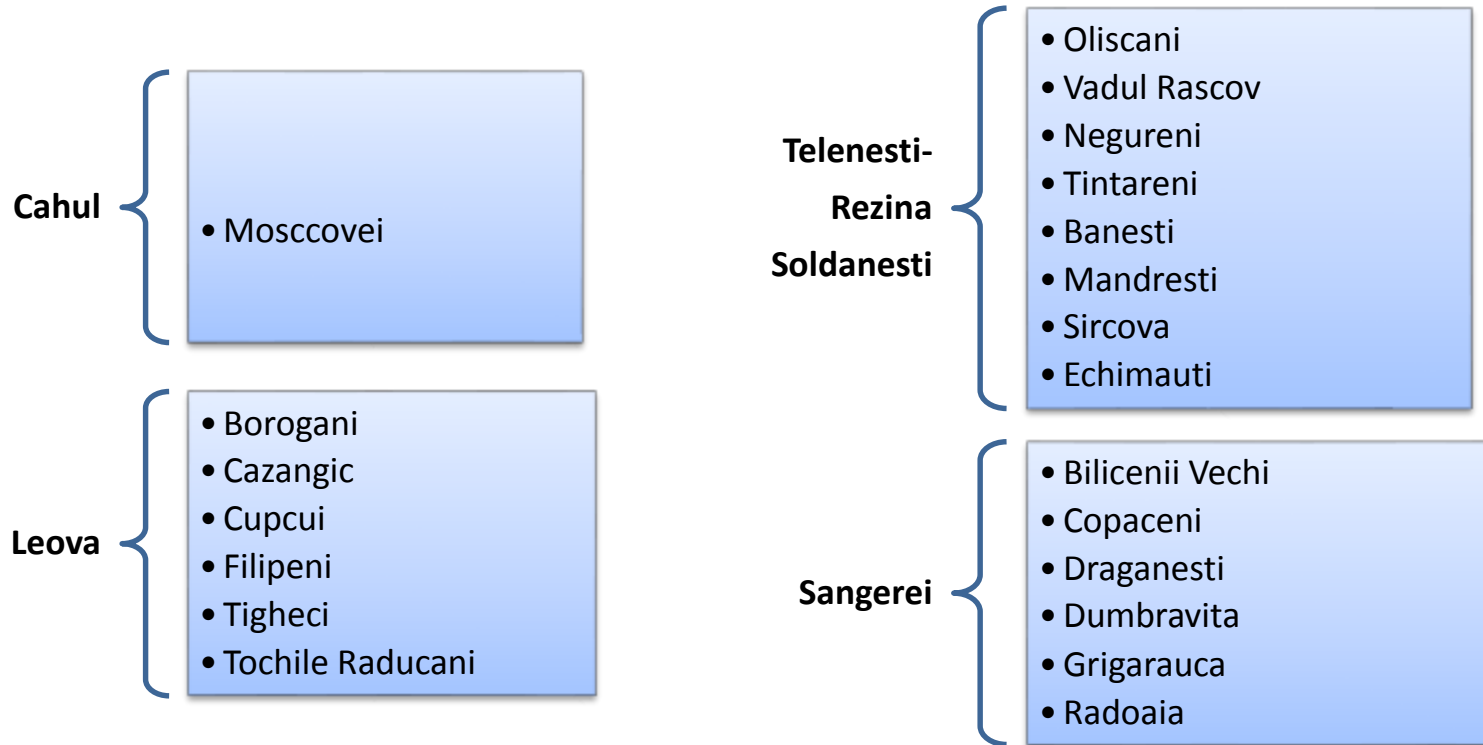 Cahul
• Mosccovei
Leova
• Borogani
• Cazangic
• Cupcui
• Filipeni
• Tigheci
• Tochile Raducani
Telenesti-
Rezina
Soldanesti
• Oliscani
• Vadul Rascov
• Negureni
• Tintareni
• Banesti
• Mandresti
• Sircova
• Echimauti
Sangerei
• Bilicenii Vechi
• Copaceni
• Draganesti
• Dumbravita
• Grigarauca
• Radoaia